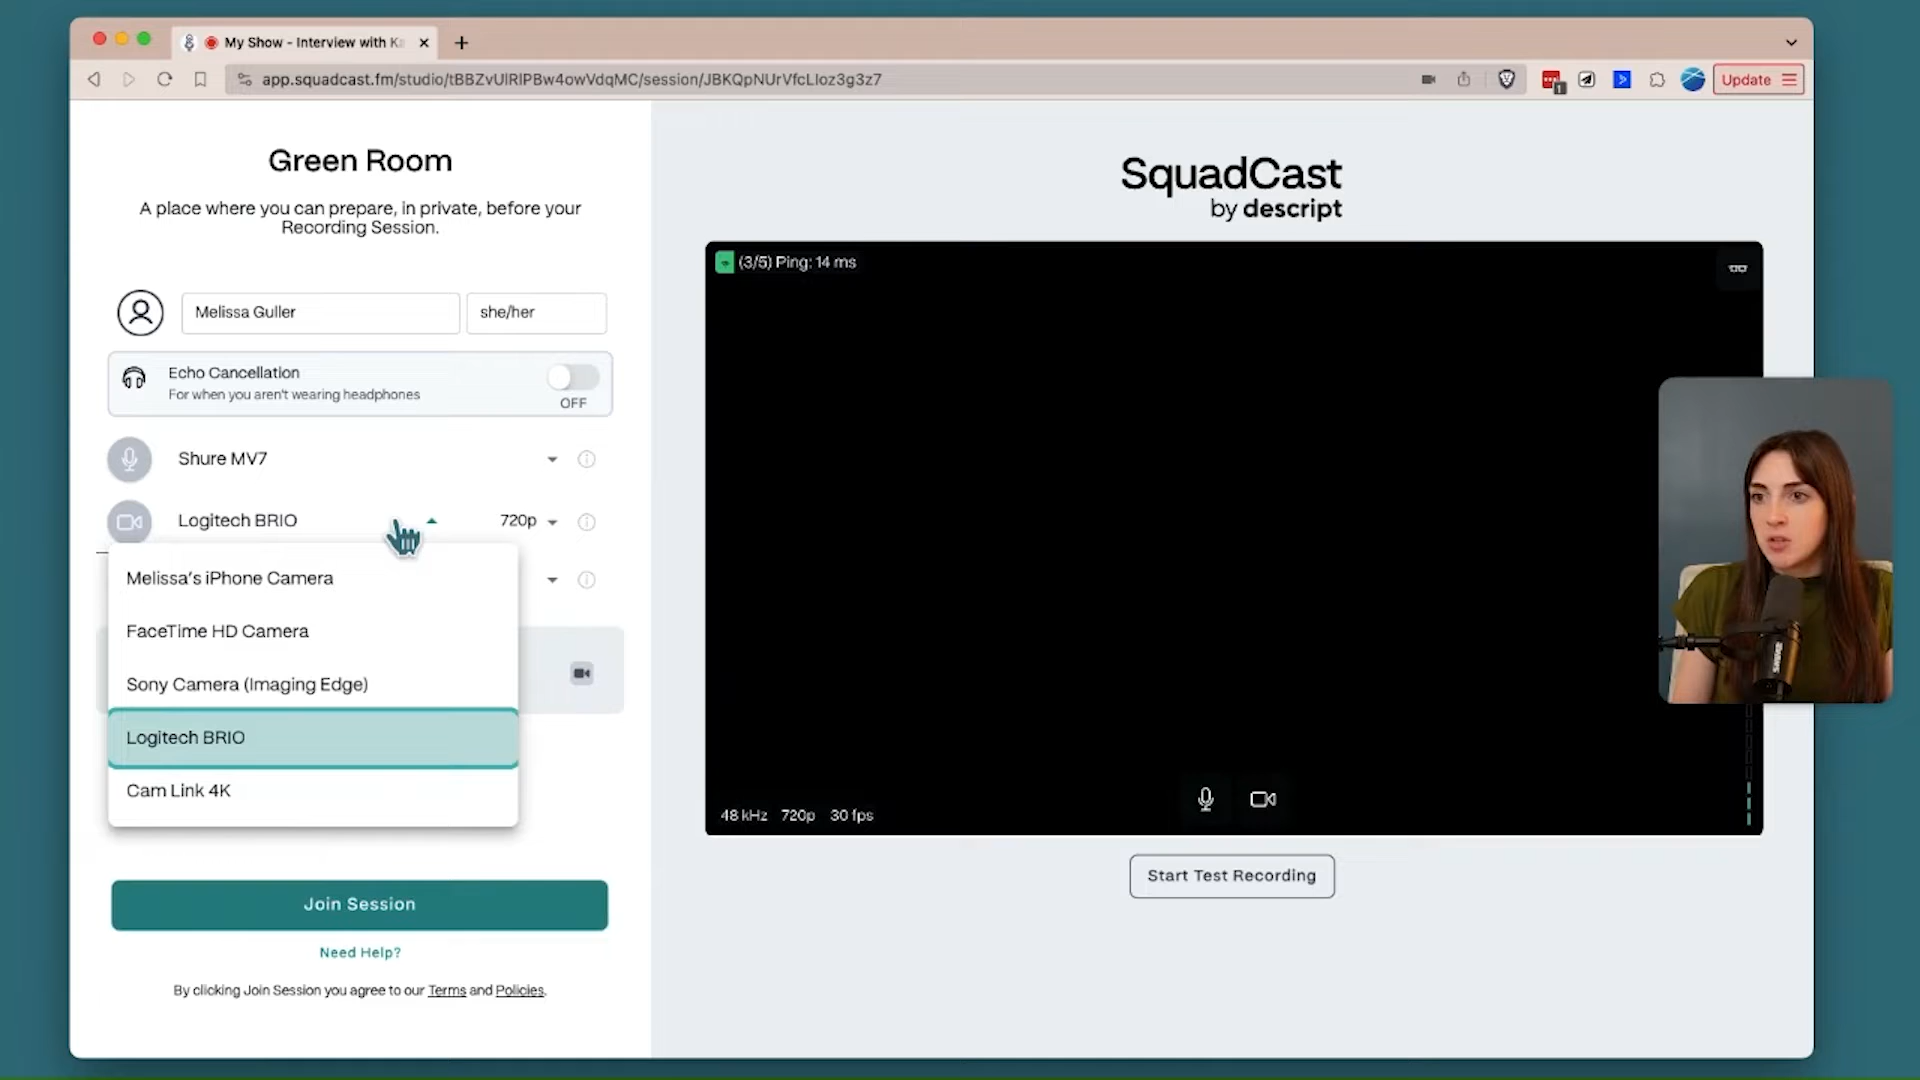 My Show - Interview with Ka
app.squadcast.fm/studio/tBBZvUlRlPBw4owVdqMC/session/JBKQpNUrVfcLloz3g3z7
1
Update
Green Room
A place where you can prepare, in private, before your
Recording Session.
Melissa Guller
she/her
Echo Cancellation
For when you aren't wearing headphones
OFF
Shure MV7
Logitech BRIO
720p
Melissa's iPhone Camera
FaceTime HD Camera
Sony Camera (Imaging Edge)
Logitech BRIO
Cam Link 4K
Join Session
Need Help?
By clicking Join Session you agree to our Terms and Policies.
SquadCast
by descript
(3/5) Ping: 14 ms
48 kHz 720p 30 fps
Start Test Recording
SHURE